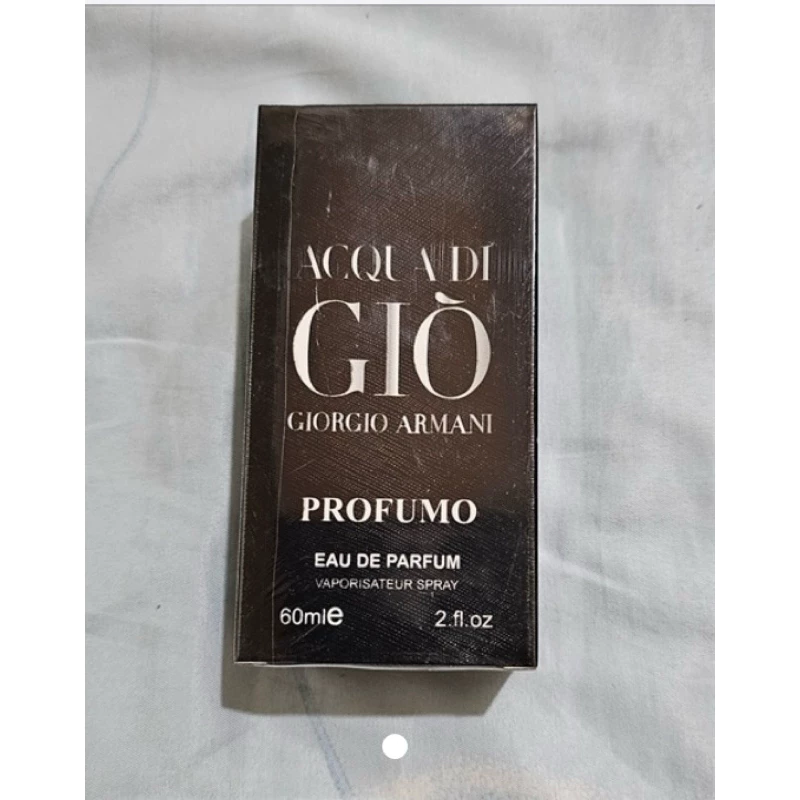 ACQUA DI
GIÒ
GIORGIO ARMANI
PROFUMO
EAU DE PARFUM
VAPORISATEUR SPRAY
60ml℮ 2.fl.oz